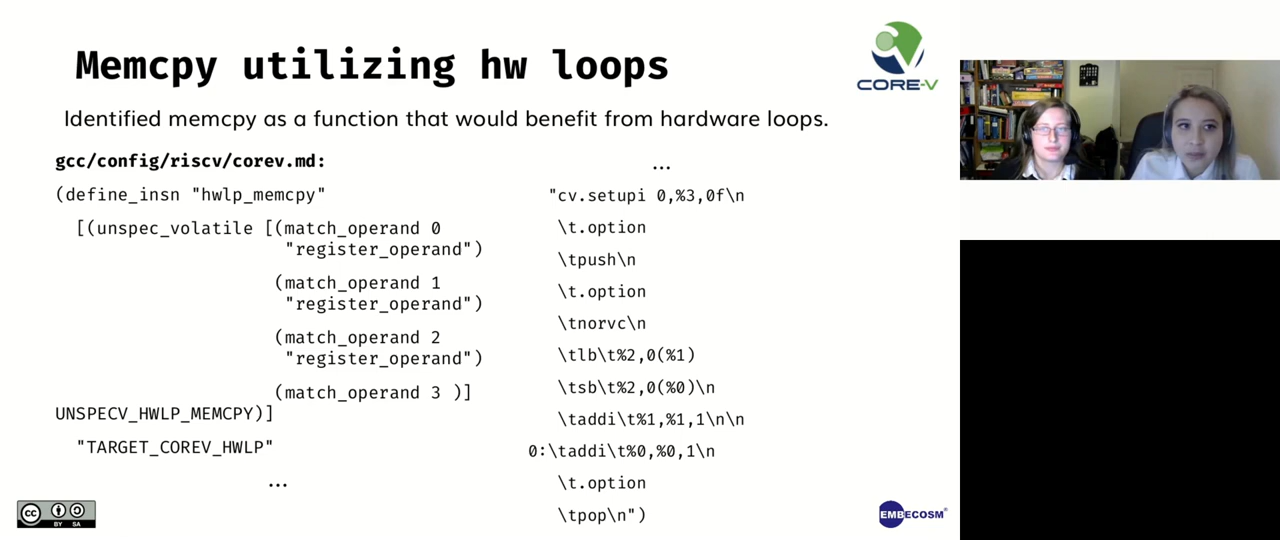 Memcpy utilizing hw loops
CORE-V
Identified memcpy as a function that would benefit from hardware loops.
gcc/config/riscv/corev.md:
(define_insn "hwlp_memcpy"
[(unspec_volatile [(match_operand 0
"register_operand")
(match_operand 1
"register_operand")
(match_operand 2
"register_operand")
(match_operand 3 )]
UNSPECV_HWLP_MEMCPY)]
"TARGET_COREV_HWLP"
...
...
"cv.setupi 0,%3,0f\n
\t.option
\tpush\n
\t.option
\tnorvc\n
\tlb\t%2,0(%1)
\tsb\t%2,0(%0)\n
\taddi\t%1,%1,1\n\n
0:\taddi\t%0,%0,1\n
\t.option
\tpop\n")
cc
BY SA
EMBECOSM®